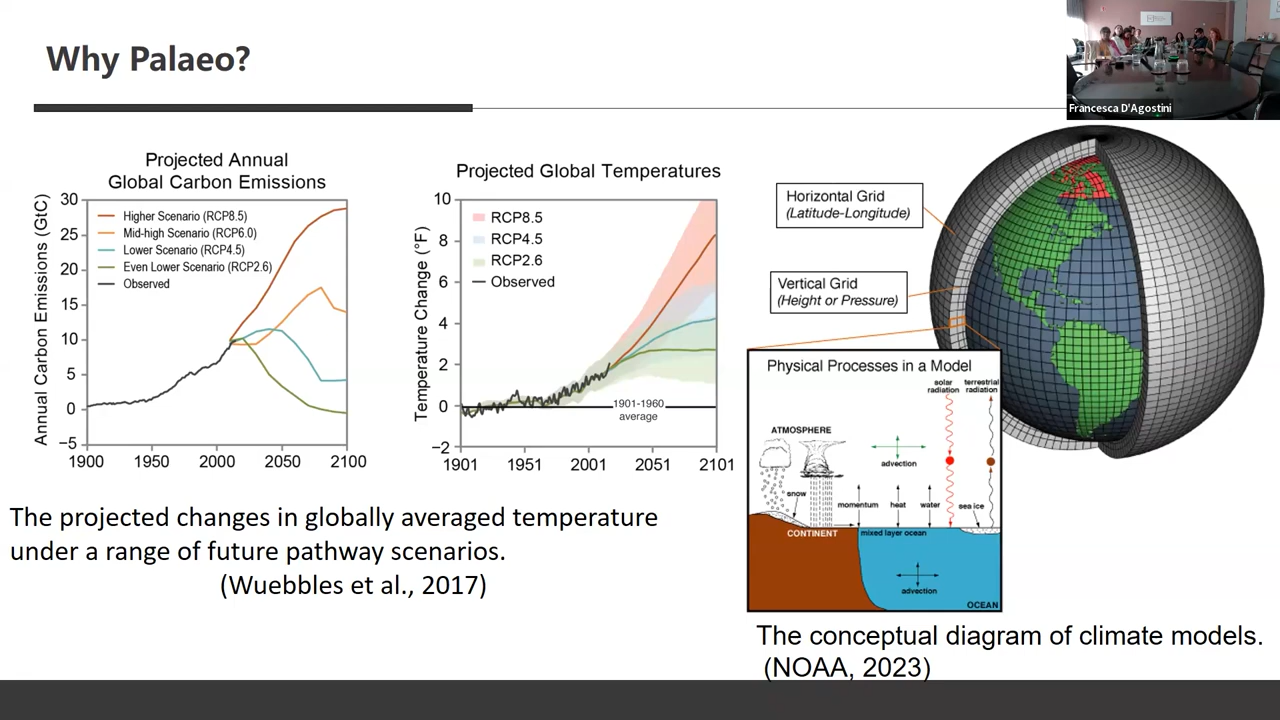 Why Palaeo?
Francesca D'Agostini
Projected Annual
Global Carbon Emissions
Annual Carbon Emissions (GtC)
30
25
20
15
10
5
0
−5
Higher Scenario (RCP8.5)
Mid-high Scenario (RCP6.0)
Lower Scenario (RCP4.5)
Even Lower Scenario (RCP2.6)
Observed
1900 1950 2000 2050 2100
Projected Global Temperatures
Temperature Change (°F)
10
8
6
4
2
0
−2
RCP8.5
RCP4.5
RCP2.6
Observed
1901-1960
average
1901 1951 2001 2051 2101
The projected changes in globally averaged temperature
under a range of future pathway scenarios.
(Wuebbles et al., 2017)
Horizontal Grid
(Latitude-Longitude)
Vertical Grid
(Height or Pressure)
Physical Processes in a Model
solar
radiation
terrestrial
radiation
ATMOSPHERE
advection
snow
momentum heat water sea ice
CONTINENT
mixed layer ocean
advection
OCEAN
The conceptual diagram of climate models.
(NOAA, 2023)